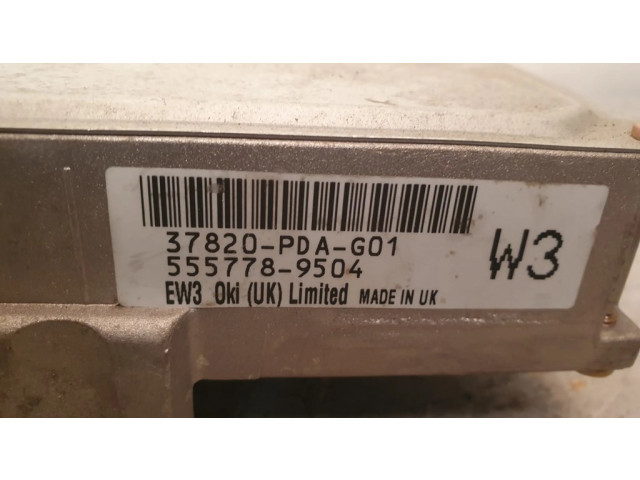 37820-PDA-G01
555778-9504
EW3 Oki (UK) Limited MADE IN UK
W3